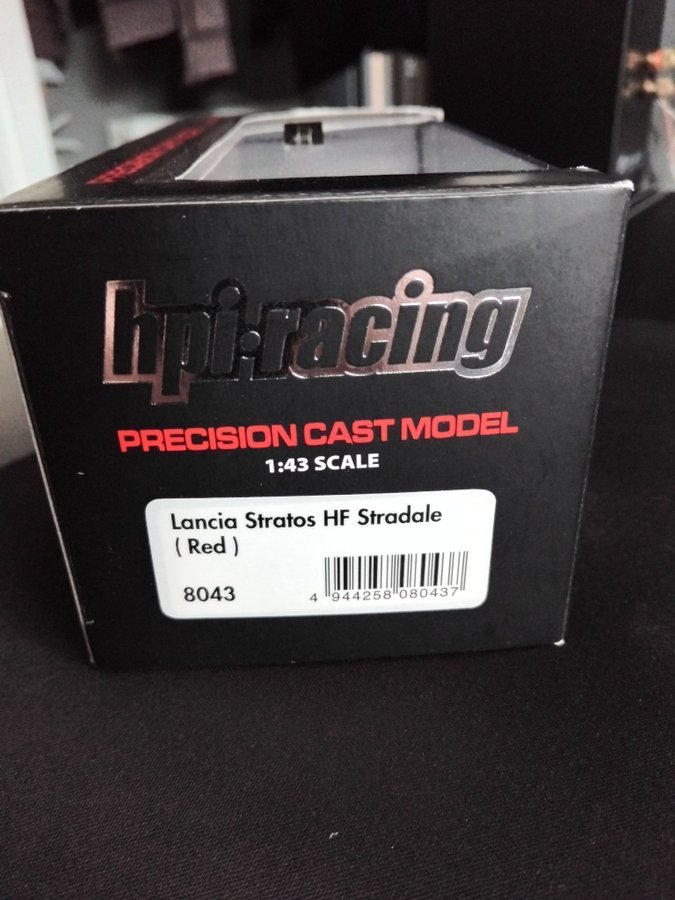 hpi·racing
PRECISION CAST MODEL
1:43 SCALE
Lancia Stratos HF Stradale
( Red )
8043
4 944258 080437